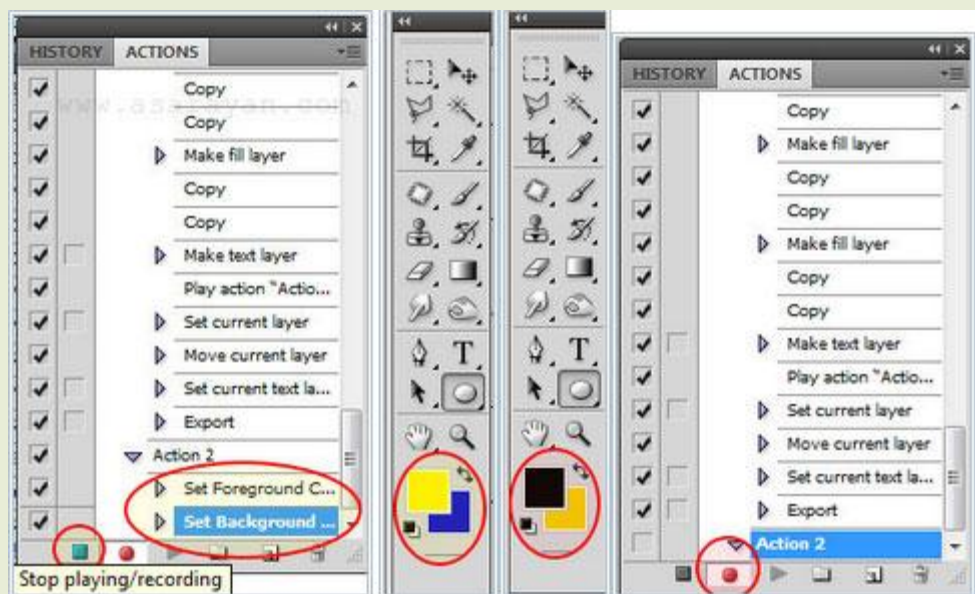 HISTORY ACTIONS
Copy
Copy
Make fill layer
Copy
Copy
Make text layer
Play action "Actio...
Set current layer
Move current layer
Set current text la...
Export
Action 2
Set Foreground C...
Set Background ...
Stop playing/recording
T
T
HISTORY ACTIONS
Copy
Make fill layer
Copy
Copy
Make fill layer
Copy
Copy
Make text layer
Play action "Actio...
Set current layer
Move current layer
Set current text la...
Export
Action 2